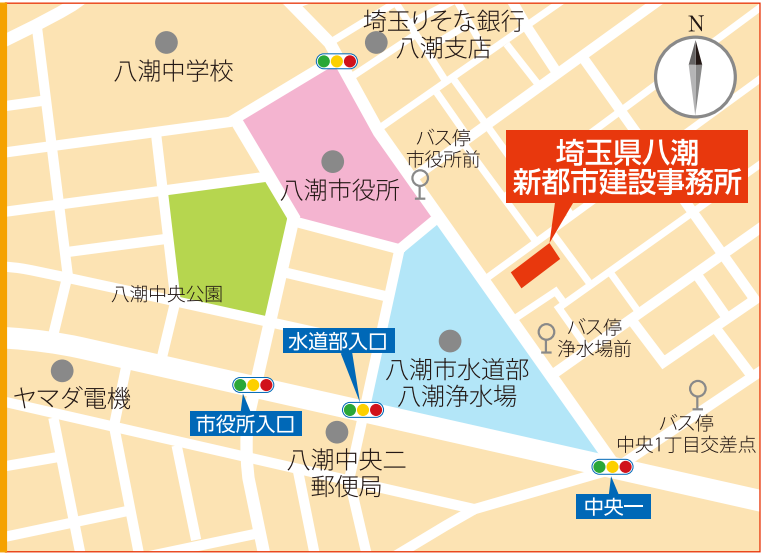 埼玉りそな銀行
八潮支店
N
八潮中学校
バス停
市役所前
埼玉県八潮
新都市建設事務所
八潮市役所
八潮中央公園
バス停
浄水場前
水道部入口
八潮市水道部
八潮浄水場
ヤマダ電機
市役所入口
バス停
中央1丁目交差点
八潮中央二
郵便局
中央一